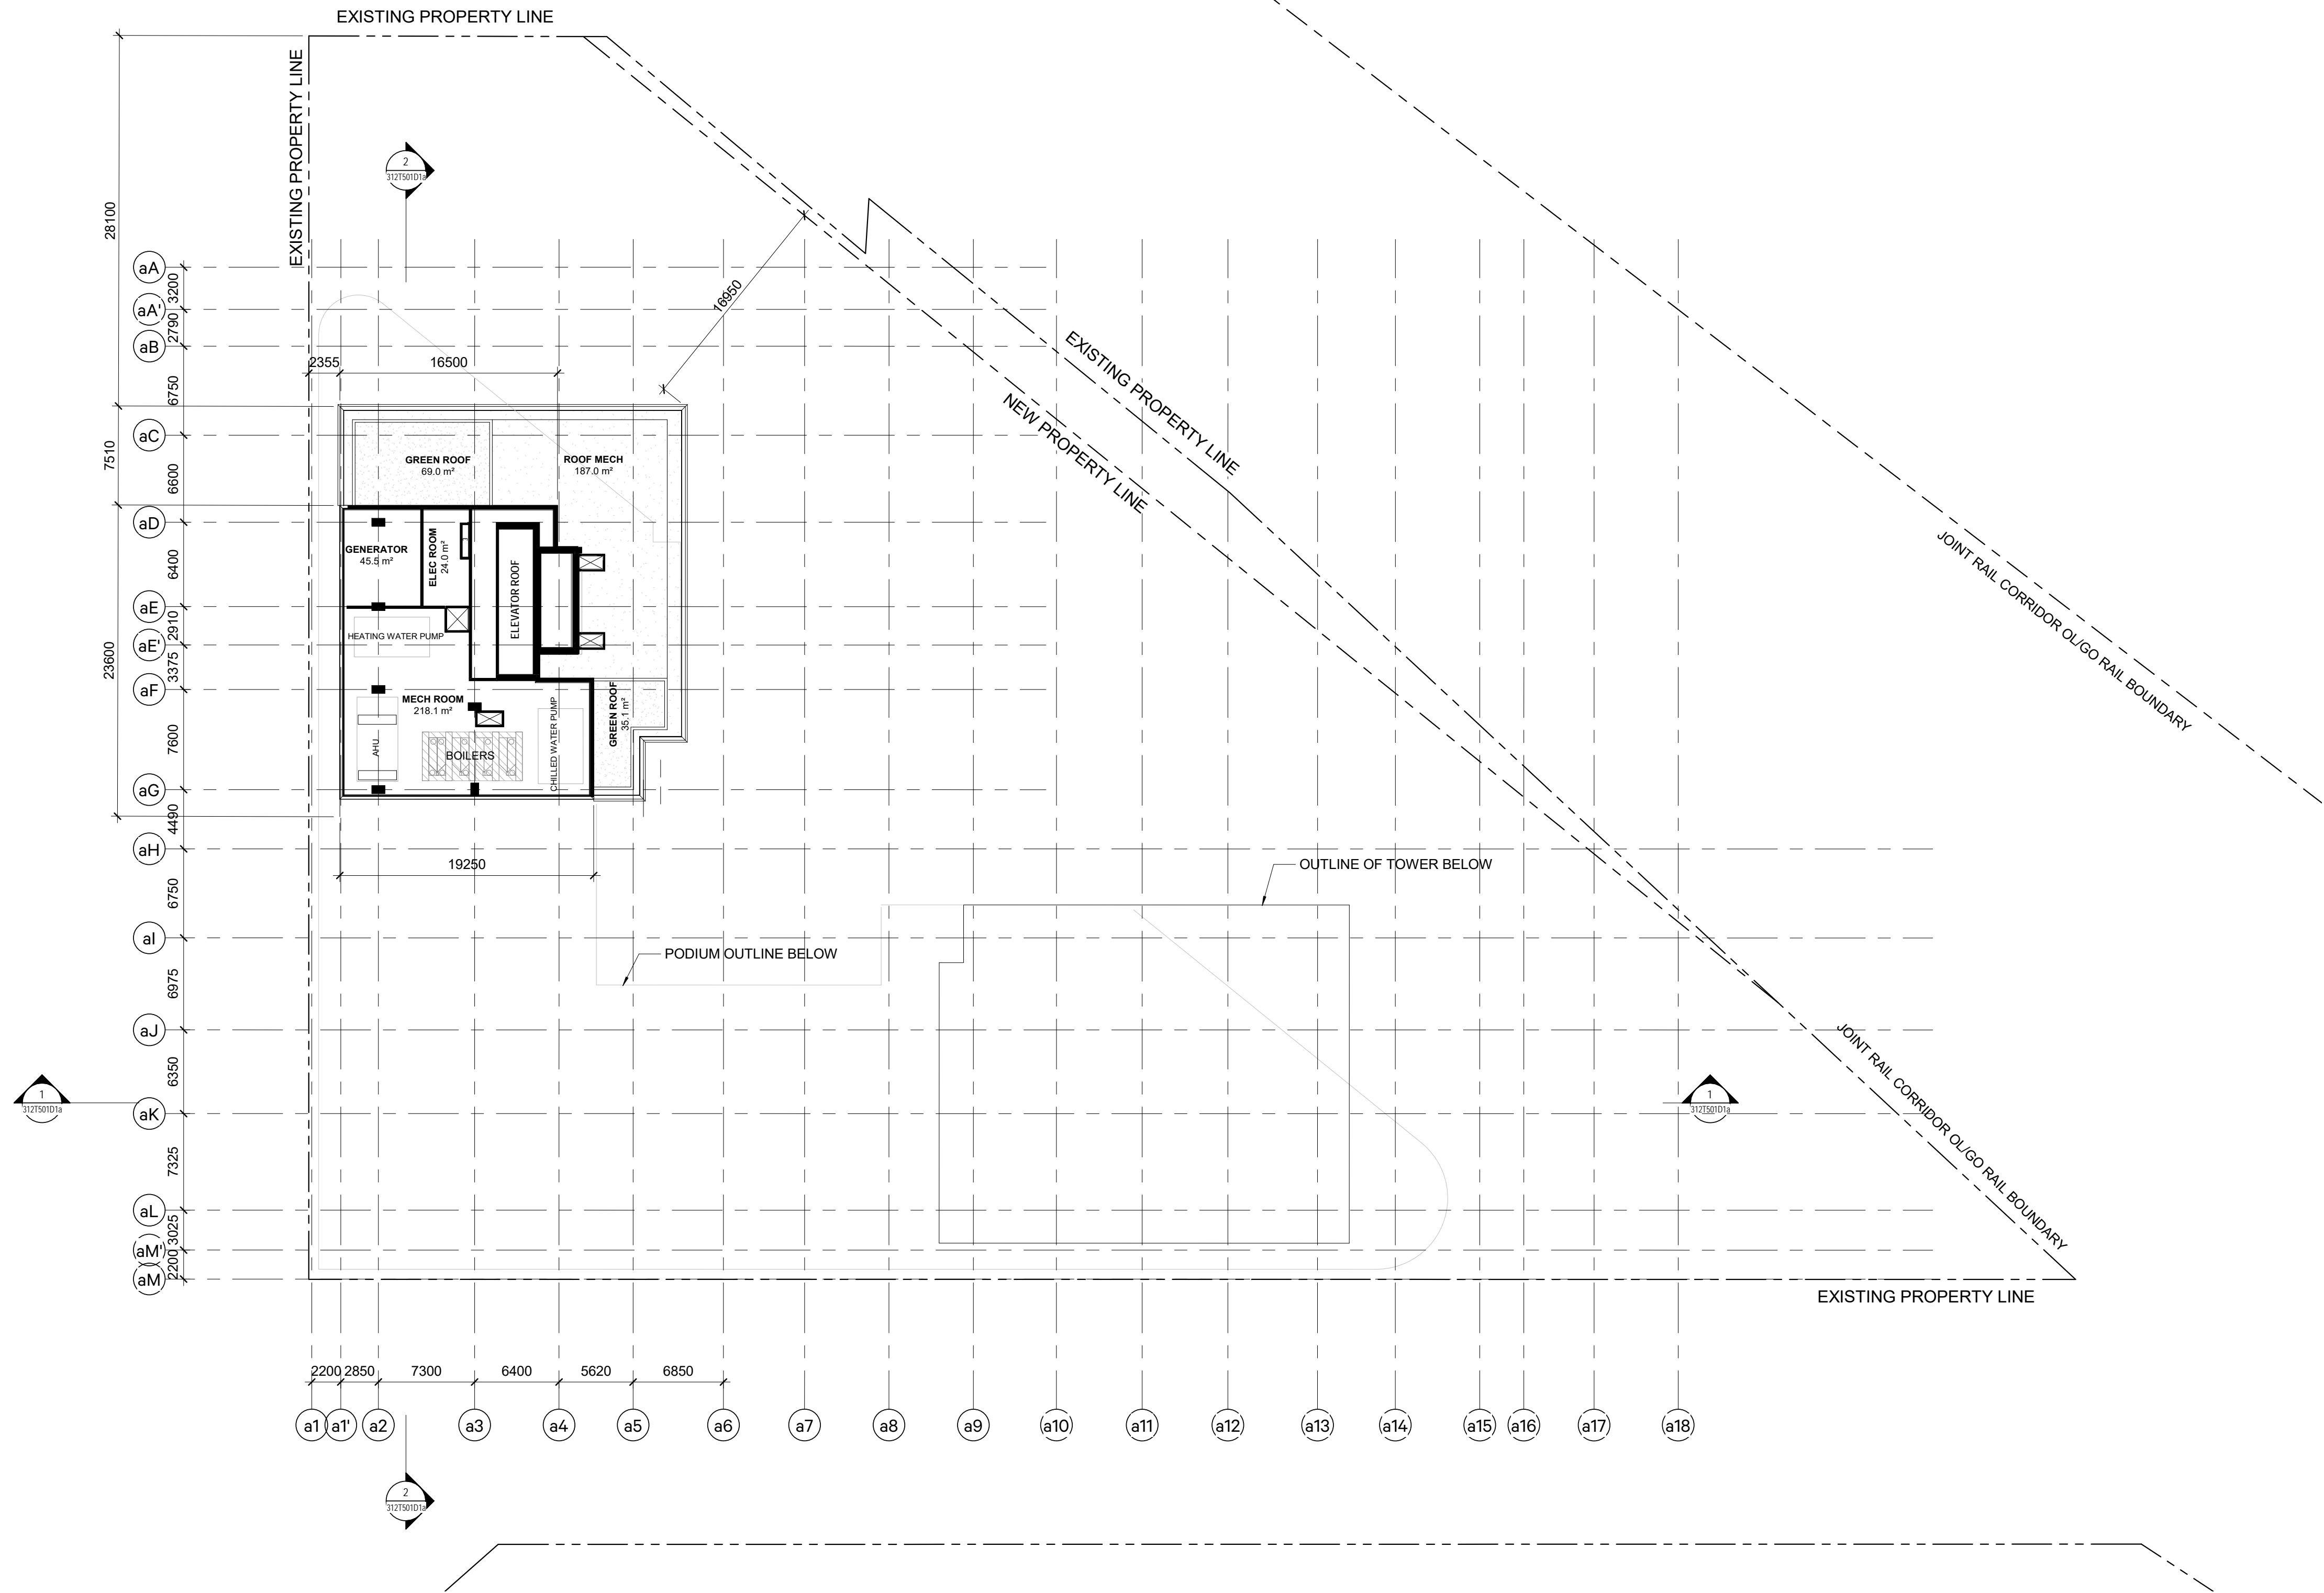 EXISTING PROPERTY LINE
EXISTING PROPERTY LINE
2
312T501D1a
28100
aA
3200
aA'
2790
aB
16950
2355
16500
6750
EXISTING PROPERTY LINE
NEW PROPERTY LINE
aC
7510
6600
GREEN ROOF
69.0 m²
ROOF MECH
187.0 m²
aD
6400
GENERATOR
45.5 m²
ELEC ROOM
24.0 m²
ELEVATOR ROOF
JOINT RAIL CORRIDOR OL/GO RAIL BOUNDARY
aE
2910
HEATING WATER PUMP
aE'
23600
3375
aF
MECH ROOM
218.1 m²
GREEN ROOF
35.1 m²
7600
AHU
BOILERS
CHILLED WATER PUMP
aG
4490
aH
19250
OUTLINE OF TOWER BELOW
6750
aI
PODIUM OUTLINE BELOW
6975
aJ
JOINT RAIL CORRIDOR OL/GO RAIL BOUNDARY
6350
1
312T501D1a
1
312T501D1a
aK
7325
aL
3025
aM'
2200
aM
EXISTING PROPERTY LINE
2200
2850
7300
6400
5620
6850
a1
a1'
a2
a3
a4
a5
a6
a7
a8
a9
a10
a11
a12
a13
a14
a15
a16
a17
a18
2
312T501D1a